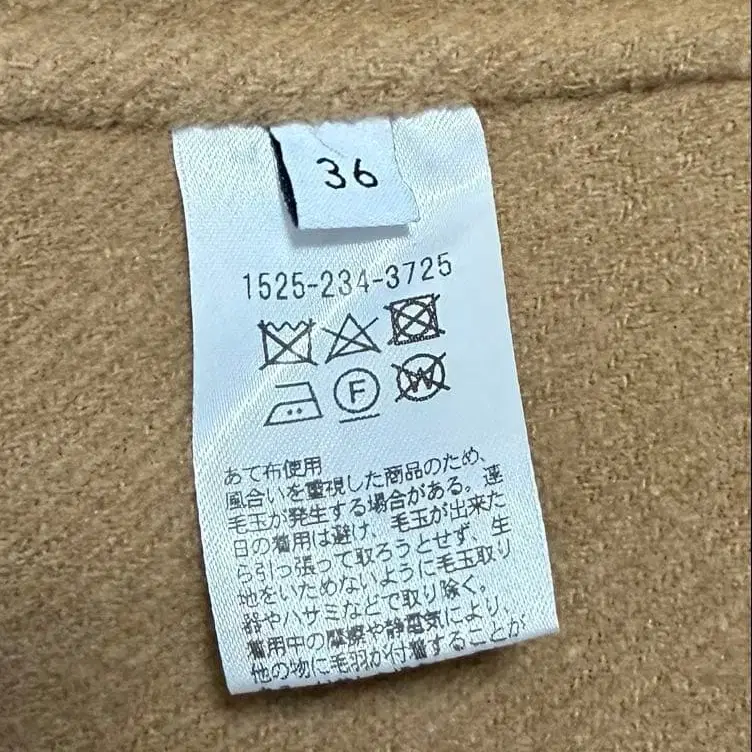 36
1525-234-3725
F
W
あて布使用
風合いを重視した商品のため、
毛玉が発生する場合がある。連
日の着用は避け、毛玉が出来た
ら引っ張って取ろうとせず、生
地をいためないように毛玉取り
器やハサミなどで取り除く。
着用中の摩擦や静電気により、
他の物に毛羽が付着することが